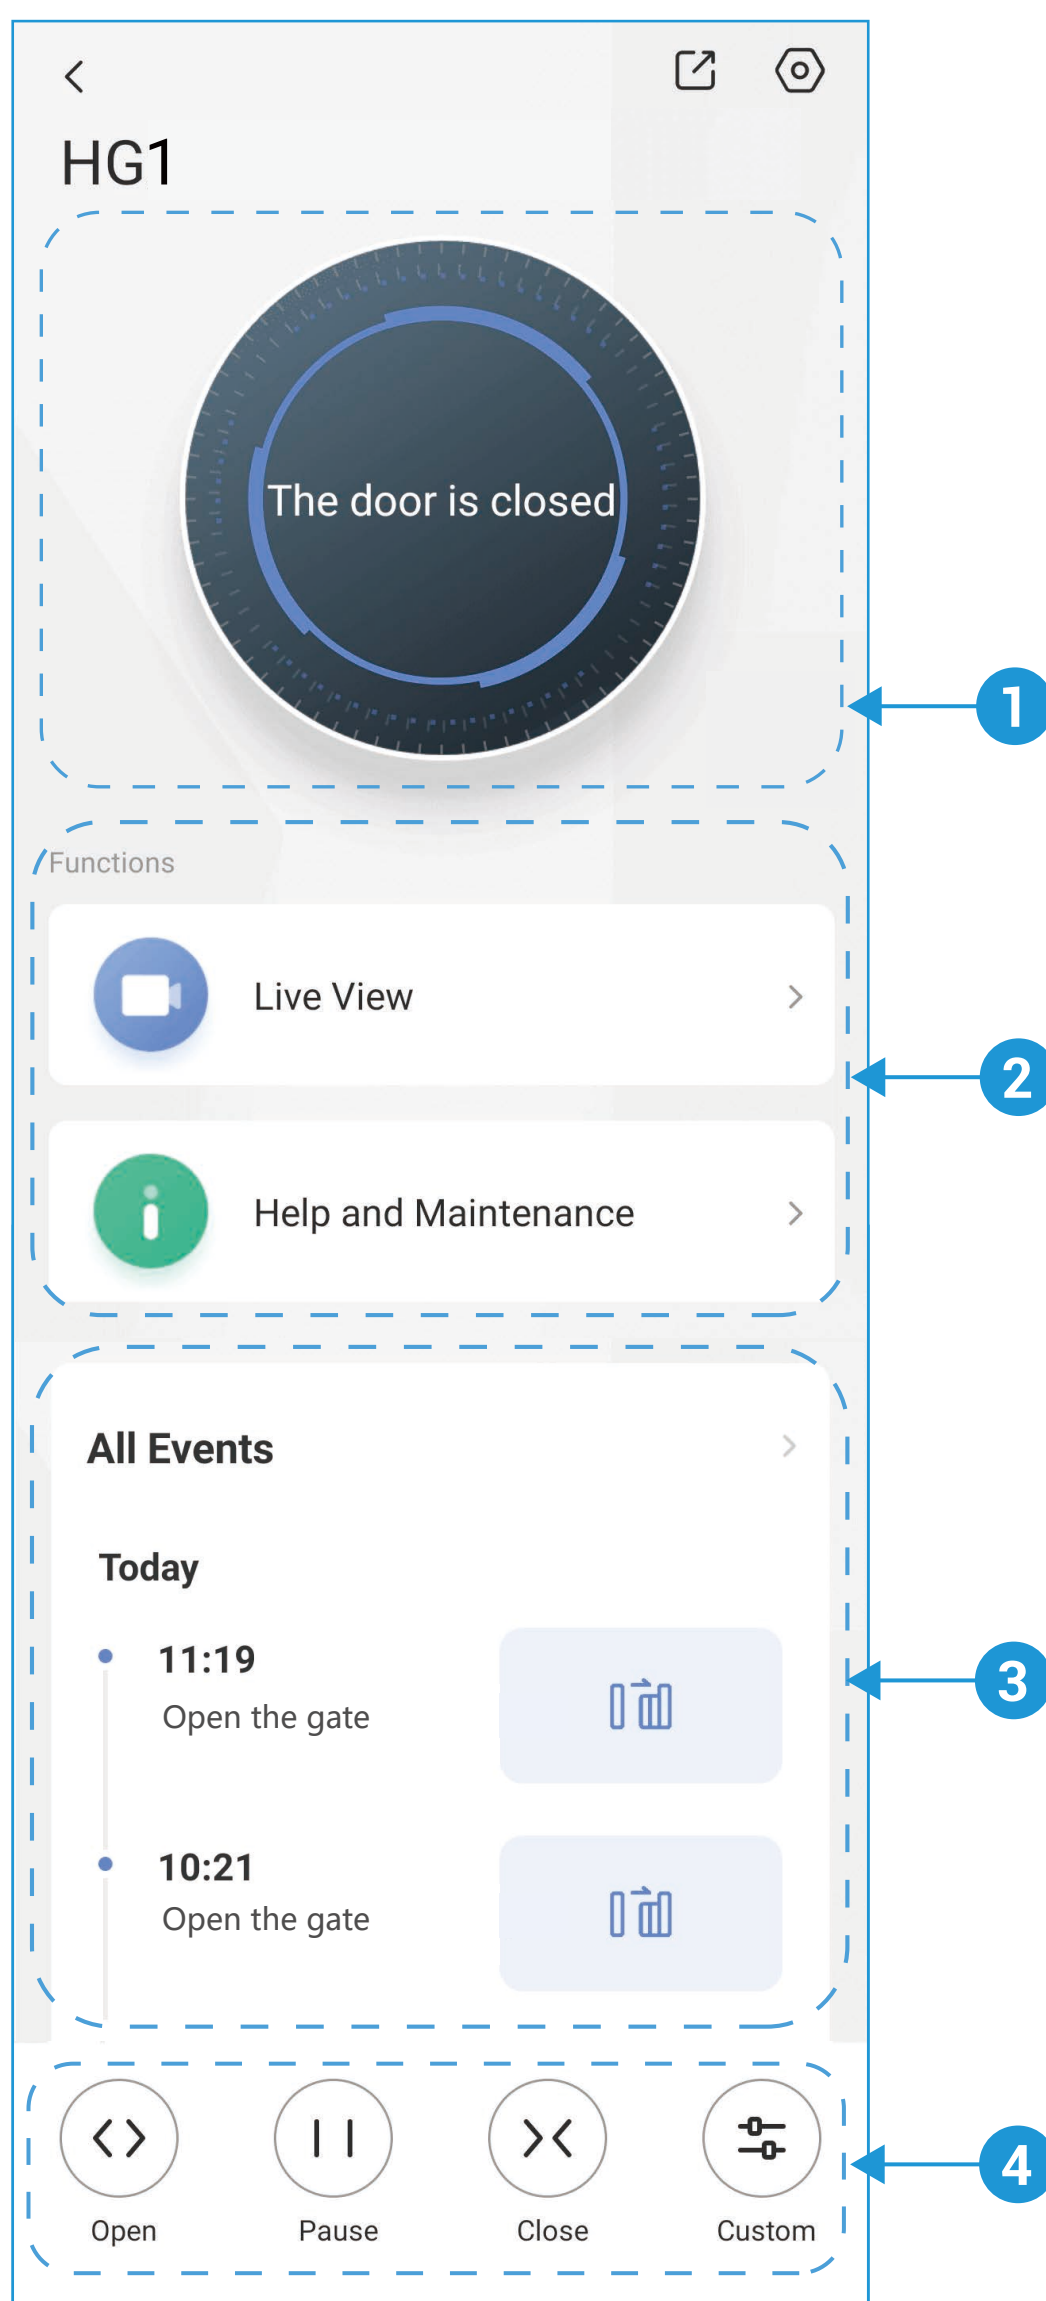 HG1
The door is closed
1
Functions
Live View
2
Help and Maintenance
All Events
Today
11:19
Open the gate
3
10:21
Open the gate
4
Open
Pause
Close
Custom